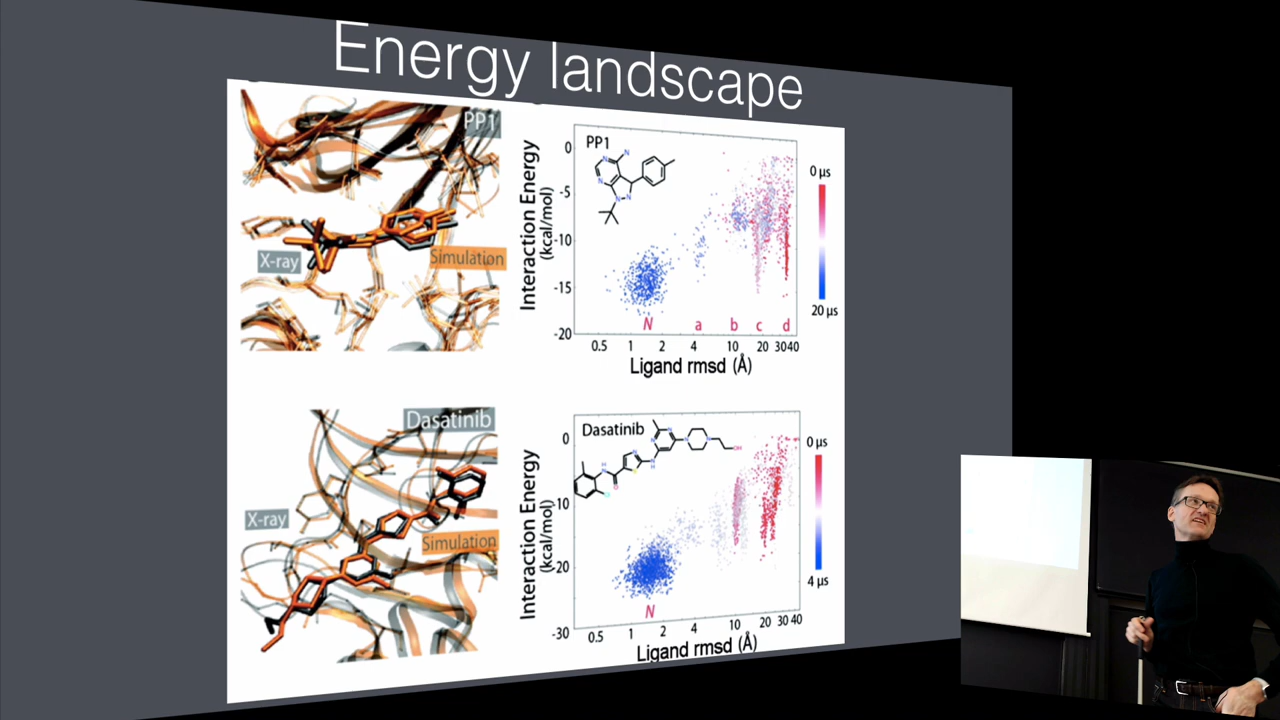 Energy landscape
PP1
X-ray
Simulation
Interaction Energy
(kcal/mol)
PP1
N
N
N
N
N
0
-5
-10
-15
-20
N
a
b
c
d
0.5
1
2
4
10
20
30
40
Ligand rmsd (Å)
0 µs
20 µs
Dasatinib
X-ray
Simulation
Interaction Energy
(kcal/mol)
Dasatinib
0
-10
-20
-30
N
0.5
1
2
4
10
20
30
40
Ligand rmsd (Å)
0 µs
4 µs